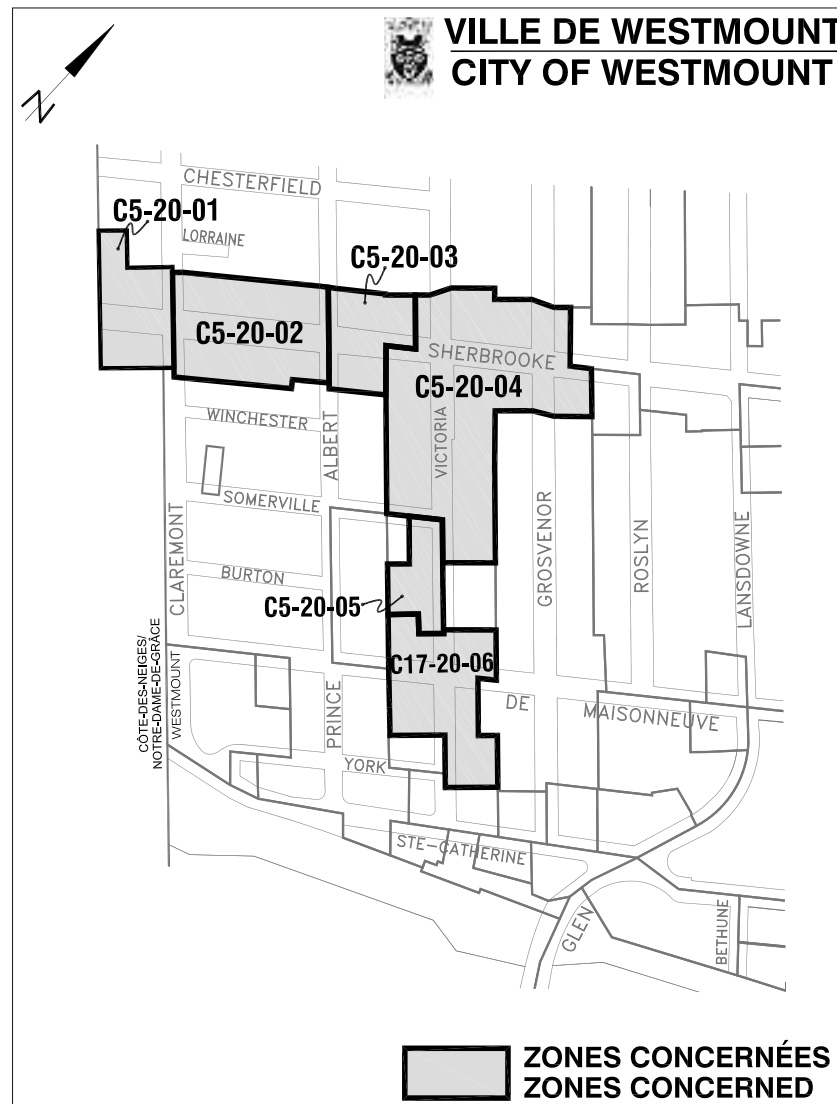 VILLE DE WESTMOUNT
CITY OF WESTMOUNT
N
CHESTERFIELD
C5-20-01
LORRAINE
C5-20-03
C5-20-02
SHERBROOKE
C5-20-04
WINCHESTER
ALBERT
VICTORIA
SOMERVILLE
CLAREMONT
GROSVENOR
ROSLYN
LANSDOWNE
BURTON
C5-20-05
C17-20-06
CÔTE-DES-NEIGES/
NOTRE-DAME-DE-GRÂCE
WESTMOUNT
PRINCE
DE
MAISONNEUVE
YORK
STE-CATHERINE
GLEN
BETHUNE
ZONES CONCERNÉES
ZONES CONCERNED